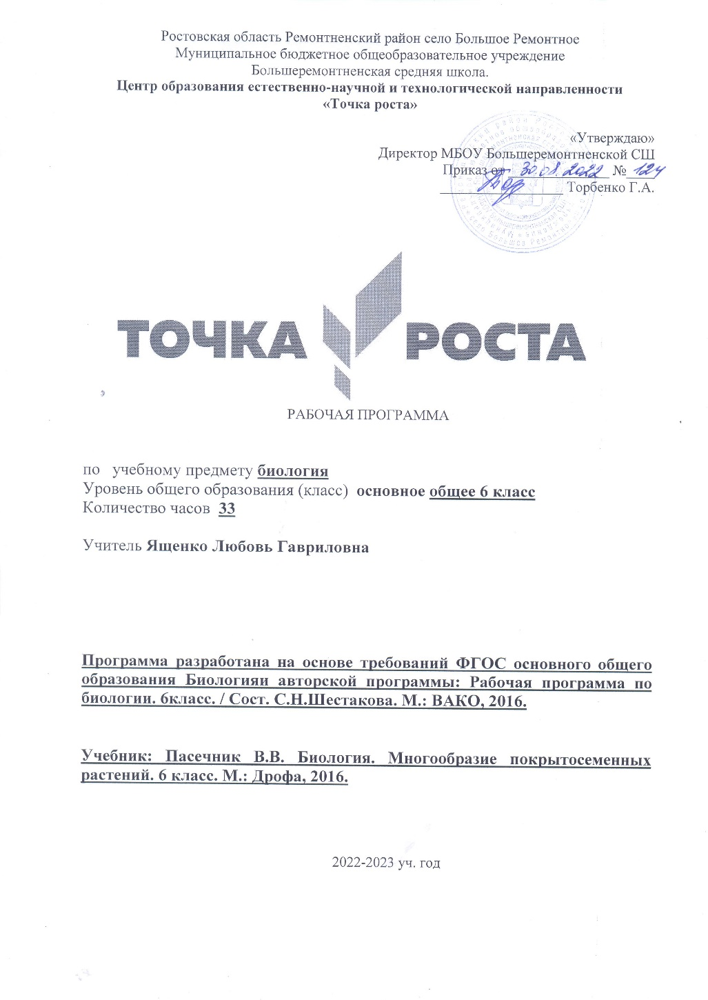 Ростовская область Ремонтненский район село Большое Ремонтное
Муниципальное бюджетное общеобразовательное учреждение
Большеремонтненская средняя школа.
Центр образования естественно-научной и технологической направленности
«Точка роста»
«Утверждаю»
Директор МБОУ Большеремонтненской СШ
Приказ от 30.08.2022 № 124
Торбенко Г.А.
ТОЧКА РОСТА
РАБОЧАЯ ПРОГРАММА
по учебному предмету биология
Уровень общего образования (класс) основное общее 6 класс
Количество часов 33
Учитель Ященко Любовь Гавриловна
Программа разработана на основе требований ФГОС основного общего
образования Биологияи авторской программы: Рабочая программа по
биологии. 6класс. / Сост. С.Н.Шестакова. М.: ВАКО, 2016.
Учебник: Пасечник В.В. Биология. Многообразие покрытосеменных
растений. 6 класс. М.: Дрофа, 2016.
2022-2023 уч. год